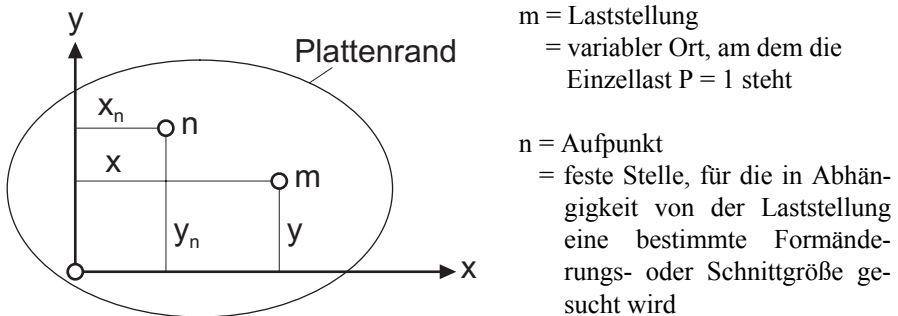 y
Plattenrand
xₙ
n
x
m
yₙ
y
x
m = Laststellung
= variabler Ort, am dem die
Einzellast P = 1 steht
n = Aufpunkt
= feste Stelle, für die in Abhän-
gigkeit von der Laststellung
eine bestimmte Formände-
rungs- oder Schnittgröße ge-
sucht wird